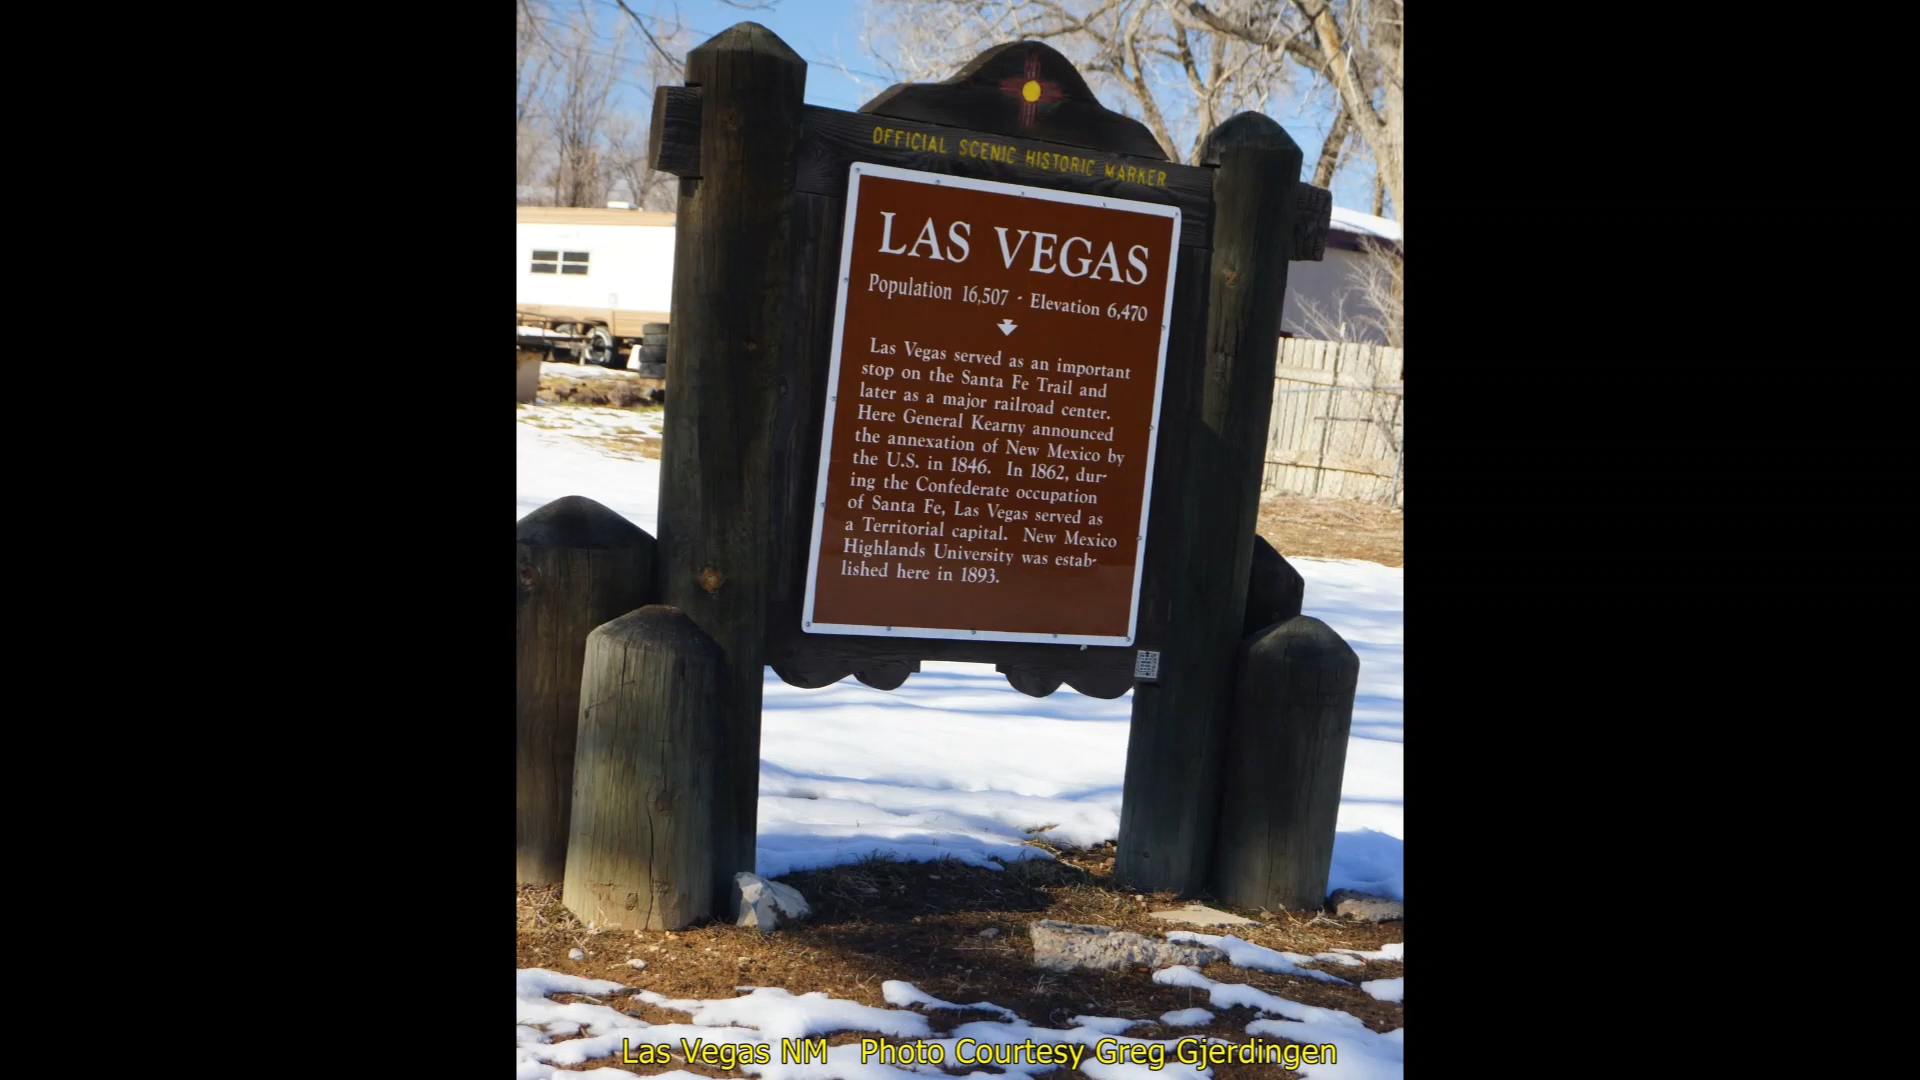 OFFICIAL SCENIC HISTORIC MARKER
LAS VEGAS
Population 16,507 · Elevation 6,470
Las Vegas served as an important
stop on the Santa Fe Trail and
later as a major railroad center.
Here General Kearny announced
the annexation of New Mexico by
the U.S. in 1846. In 1862, dur-
ing the Confederate occupation
of Santa Fe, Las Vegas served as
a Territorial capital. New Mexico
Highlands University was estab-
lished here in 1893.
Las Vegas NM Photo Courtesy Greg Gjerdingen